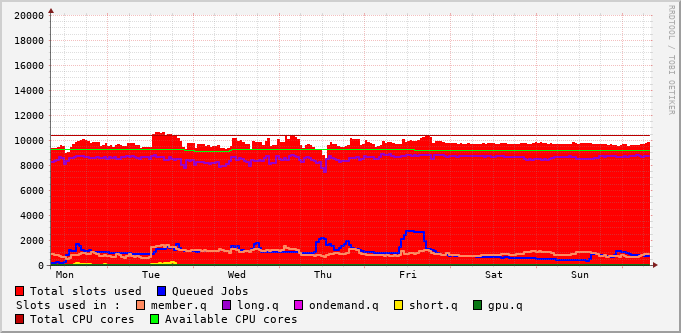 20000
18000
16000
14000
12000
10000
8000
6000
4000
2000
0
Mon Tue Wed Thu Fri Sat Sun
RRDTOOL / TOBI OETIKER
Total slots used Queued Jobs
Slots used in : member.q long.q ondemand.q short.q gpu.q
Total CPU cores Available CPU cores